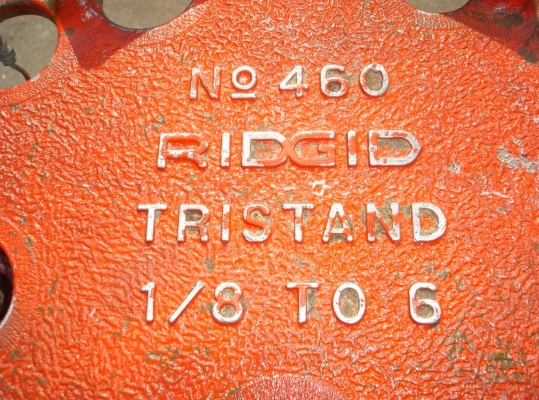 No 460
RIDGID
TRISTAND
1/8 TO 6